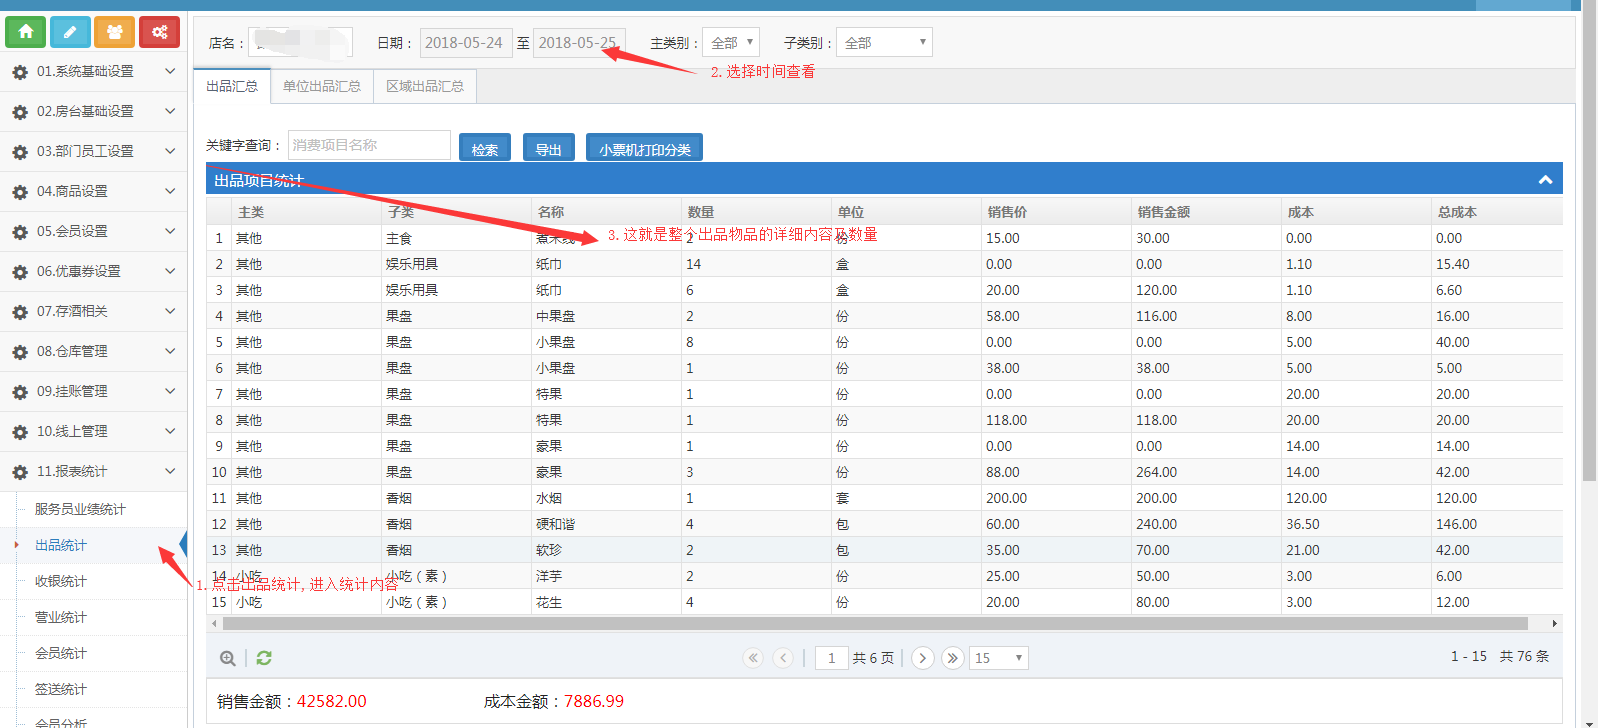 店名：
日期： 2018-05-24 至 2018-05-25 主类别： 全部 子类别： 全部
2. 选择时间查看
01.系统基础设置
02.房台基础设置
03.部门员工设置
04.商品设置
05.会员设置
06.优惠券设置
07.存酒相关
08.仓库管理
09.挂账管理
10.线上管理
11.报表统计
服务员业绩统计
出品统计
收银统计
营业统计
会员统计
签送统计
会员分析
1. 点击出品统计, 进入统计内容
出品汇总 单位出品汇总 区域出品汇总
关键字查询： 消费项目名称 检索 导出 小票机打印分类
出品项目统计
主类 子类 名称 数量 单位 销售价 销售金额 成本 总成本
3. 这就是整个出品物品的详细内容及数量
1 其他 主食 煮米线 2 份 15.00 30.00 0.00 0.00
2 其他 娱乐用具 纸巾 14 盒 0.00 0.00 1.10 15.40
3 其他 娱乐用具 纸巾 6 盒 20.00 120.00 1.10 6.60
4 其他 果盘 中果盘 2 份 58.00 116.00 8.00 16.00
5 其他 果盘 小果盘 8 份 0.00 0.00 5.00 40.00
6 其他 果盘 小果盘 1 份 38.00 38.00 5.00 5.00
7 其他 果盘 特果 1 份 0.00 0.00 20.00 20.00
8 其他 果盘 特果 1 份 118.00 118.00 20.00 20.00
9 其他 果盘 豪果 1 份 0.00 0.00 14.00 14.00
10 其他 果盘 豪果 3 份 88.00 264.00 14.00 42.00
11 其他 香烟 水烟 1 套 200.00 200.00 120.00 120.00
12 其他 香烟 硬和谐 4 包 60.00 240.00 36.50 146.00
13 其他 香烟 软珍 2 包 35.00 70.00 21.00 42.00
14 小吃 小吃（素） 洋芋 2 份 25.00 50.00 3.00 6.00
15 小吃 小吃（素） 花生 4 份 20.00 80.00 3.00 12.00
1 共 6 页 15 1 - 15 共 76 条
销售金额：42582.00 成本金额：7886.99